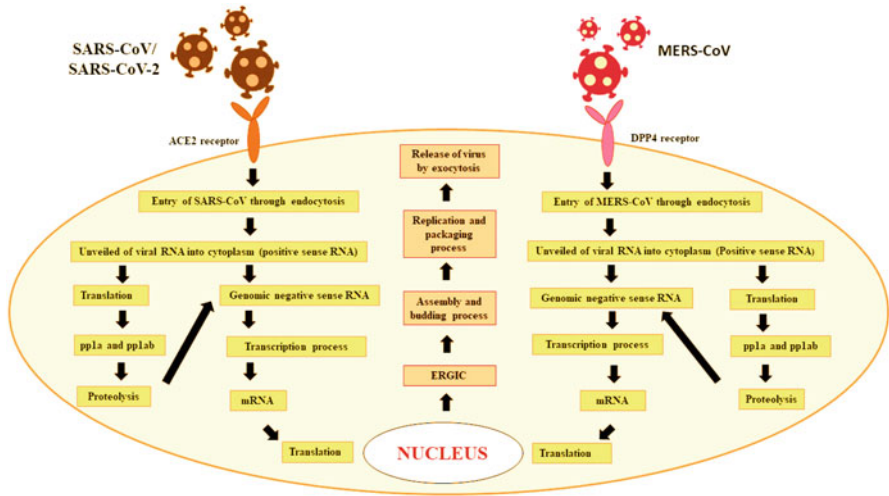 SARS-CoV/
SARS-CoV-2
MERS-CoV
ACE2 receptor
DPP4 receptor
Entry of SARS-CoV through endocytosis
Unveiled of viral RNA into cytoplasm (positive sense RNA)
Translation
Genomic negative sense RNA
pp1a and pp1ab
Transcription process
Proteolysis
mRNA
Translation
Release of virus
by exocytosis
Replication and
packaging
process
Assembly and
budding process
ERGIC
NUCLEUS
Entry of MERS-CoV through endocytosis
Unveiled of viral RNA into cytoplasm (Positive sense RNA)
Genomic negative sense RNA
Translation
Transcription process
pp1a and pp1ab
mRNA
Proteolysis
Translation